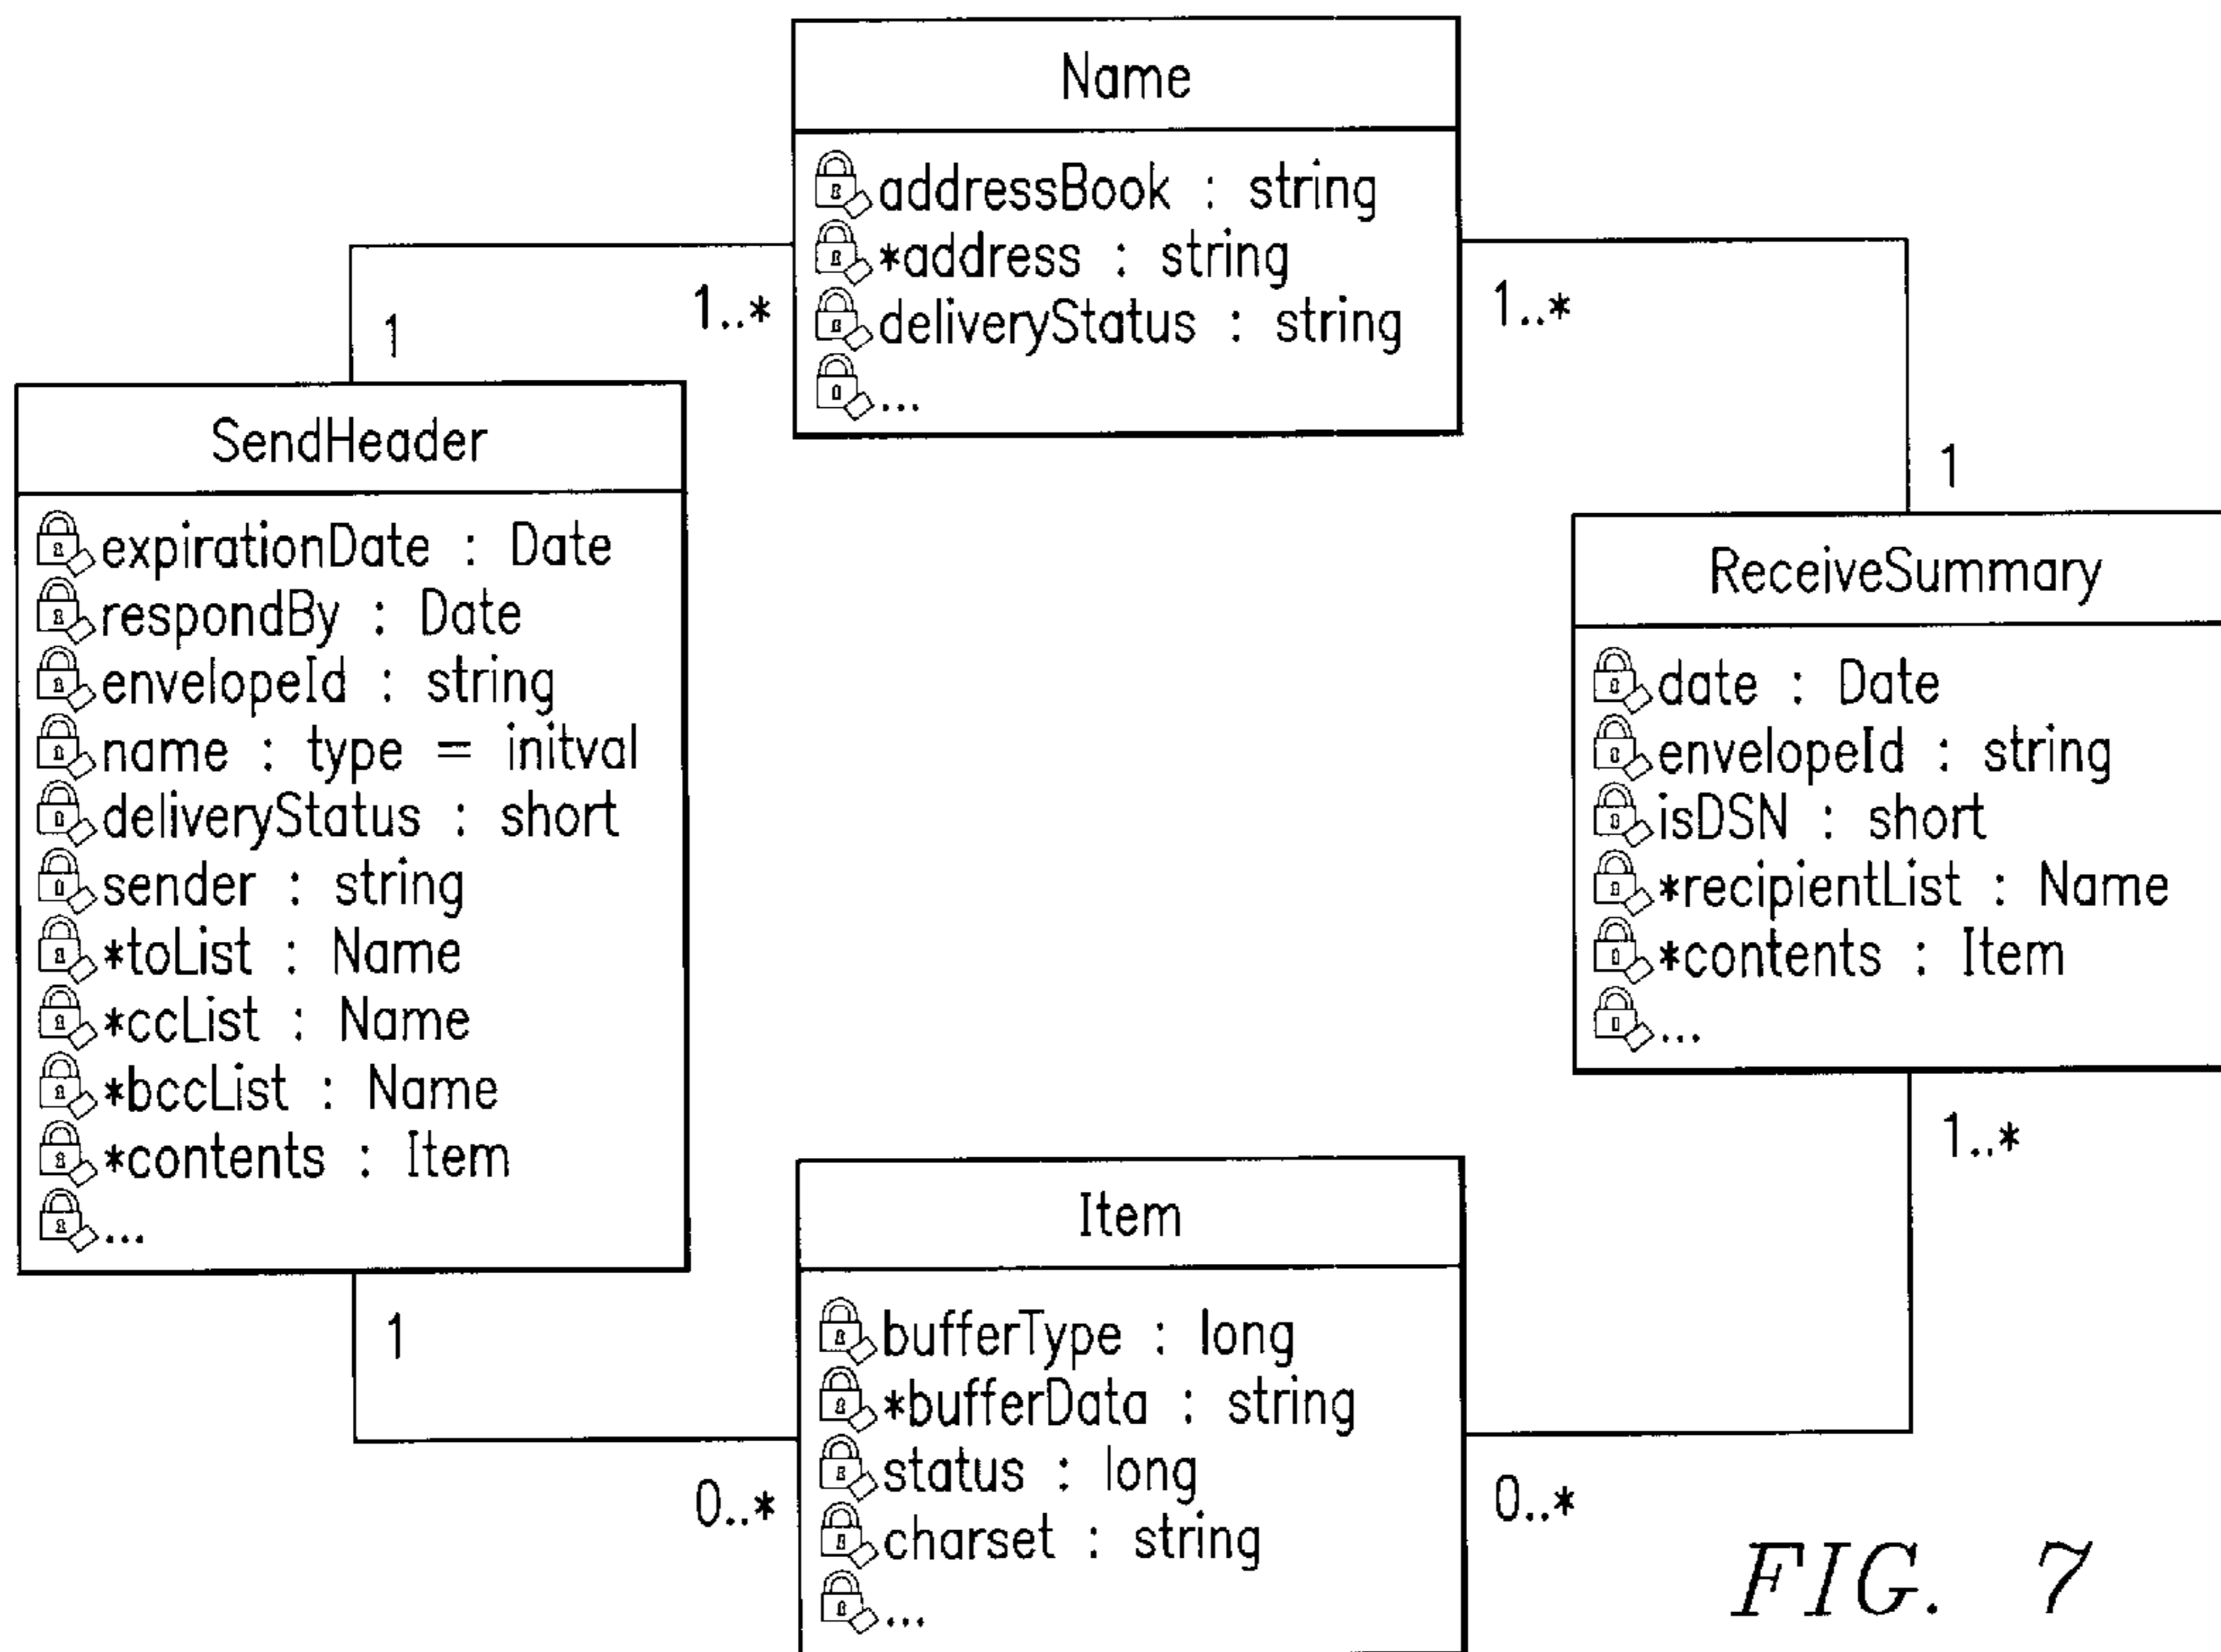 Name
addressBook : string
*address : string
deliveryStatus : string
...
1
1..*
1..*
1
SendHeader
expirationDate : Date
respondBy : Date
envelopeId : string
name : type = initval
deliveryStatus : short
sender : string
*toList : Name
*ccList : Name
*bccList : Name
*contents : Item
...
ReceiveSummary
date : Date
envelopeId : string
isDSN : short
*recipientList : Name
*contents : Item
...
1
0..*
1..*
0..*
Item
bufferType : long
*bufferData : string
status : long
charset : string
...
FIG. 7